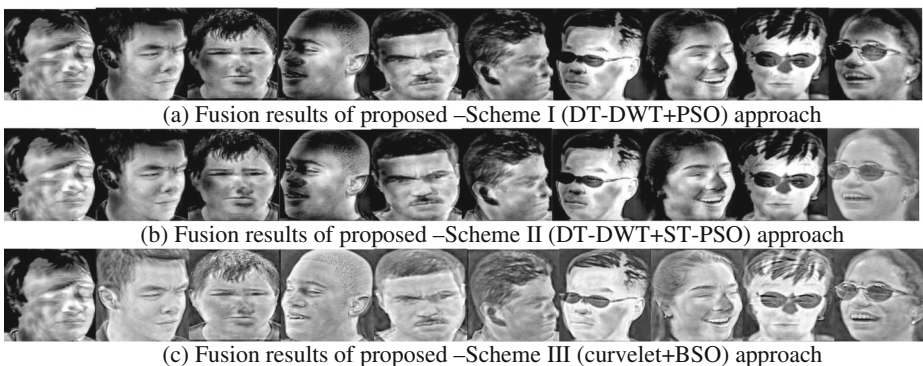 (a) Fusion results of proposed –Scheme I (DT-DWT+PSO) approach
(b) Fusion results of proposed –Scheme II (DT-DWT+ST-PSO) approach
(c) Fusion results of proposed –Scheme III (curvelet+BSO) approach